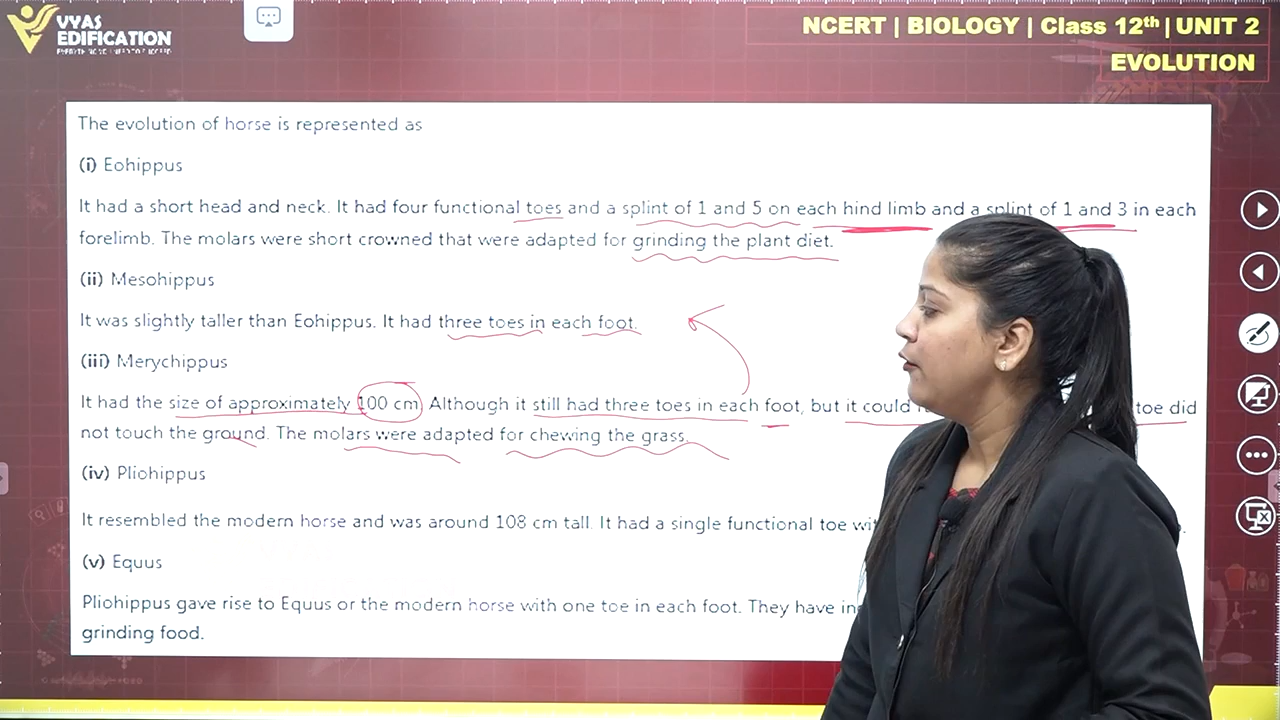 VYAS
EDIFICATION
NCERT | BIOLOGY | Class 12th | UNIT 2
EVOLUTION
The evolution of horse is represented as
(i) Eohippus
It had a short head and neck. It had four functional toes and a splint of 1 and 5 on each hind limb and a splint of 1 and 3 in each
forelimb. The molars were short crowned that were adapted for grinding the plant diet.
(ii) Mesohippus
It was slightly taller than Eohippus. It had three toes in each foot.
(iii) Merychippus
It had the size of approximately 100 cm. Although it still had three toes in each foot, but it could toe did
not touch the ground. The molars were adapted for chewing the grass.
(iv) Pliohippus
It resembled the modern horse and was around 108 cm tall. It had a single functional toe
(v) Equus
Pliohippus gave rise to Equus or the modern horse with one toe in each foot. They have
grinding food.